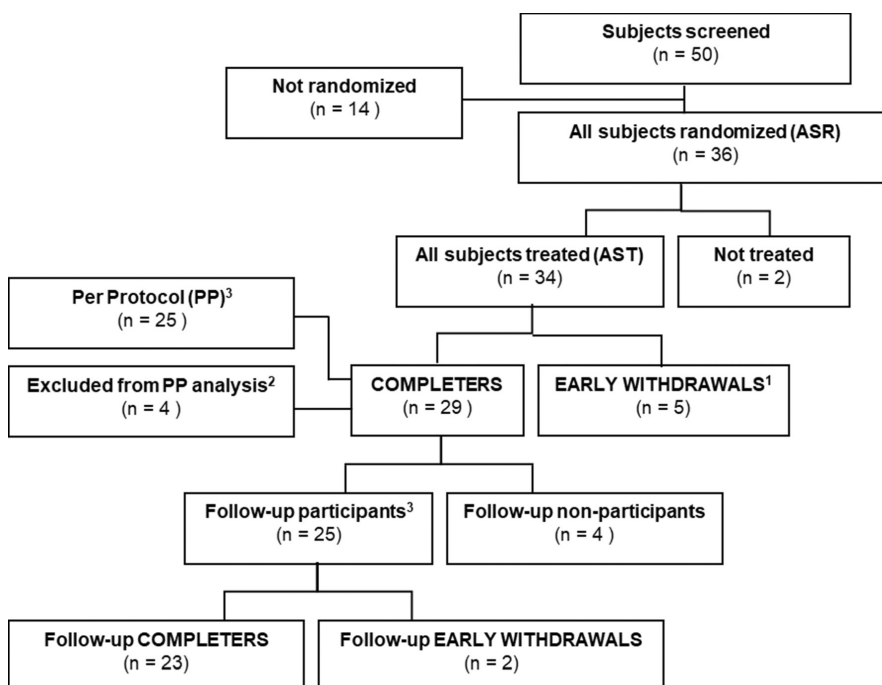 Subjects screened
(n = 50)
Not randomized
(n = 14 )
All subjects randomized (ASR)
(n = 36)
All subjects treated (AST)
(n = 34)
Not treated
(n = 2)
Per Protocol (PP)³
(n = 25 )
Excluded from PP analysis²
(n = 4 )
COMPLETERS
(n = 29 )
EARLY WITHDRAWALS¹
(n = 5)
Follow-up participants³
(n = 25)
Follow-up non-participants
(n = 4 )
Follow-up COMPLETERS
(n = 23)
Follow-up EARLY WITHDRAWALS
(n = 2)